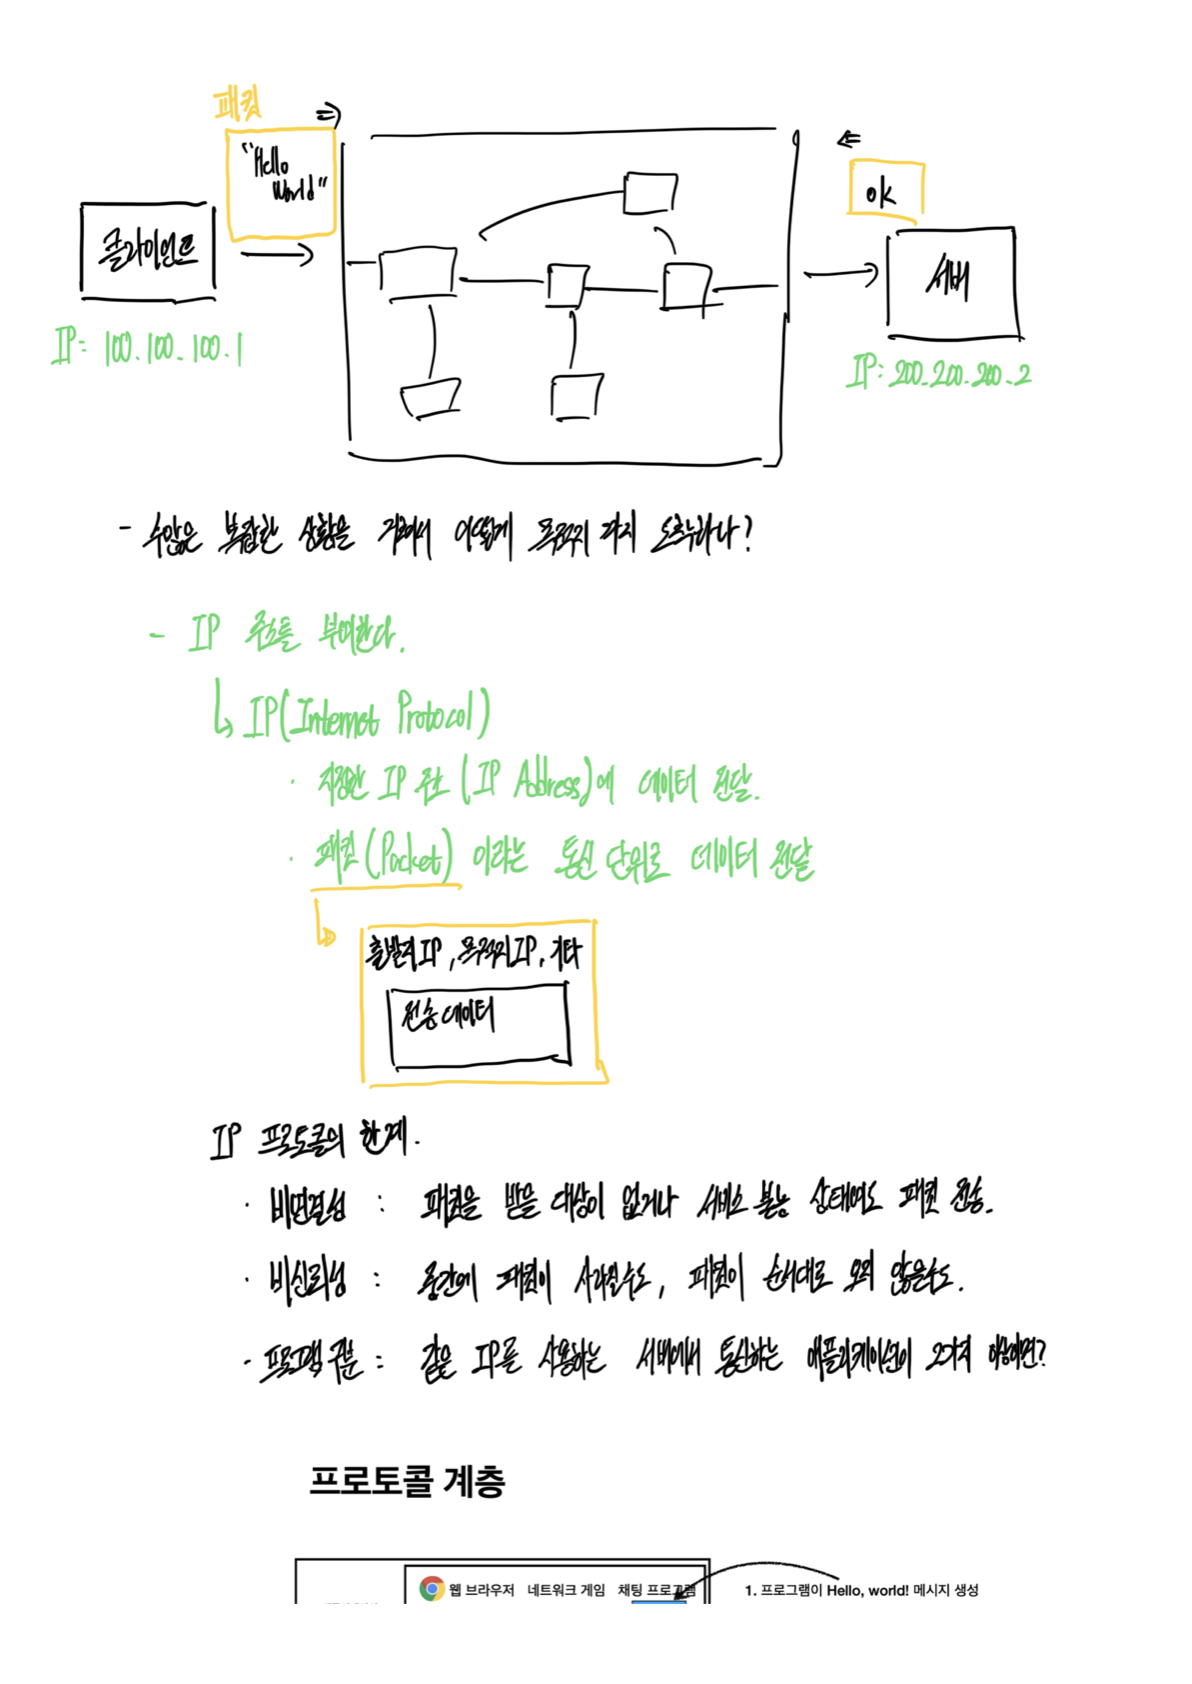 패킷
"Hello
World"
ok
클라이언트
서버
IP: 100.100.100.1
IP: 200.200.200.2
- 수많은 복잡한 상황을 거쳐서 어떻게 목적지 까지 도착하나?
- IP 주소를 부여한다.
IP(Internet Protocol)
· 지정한 IP 주소 (IP Address)에 데이터 전달.
· 패킷(Packet) 이라는 통신 단위로 데이터 전달
출발지 IP, 목적지 IP, 기타
전송 데이터
IP 프로토콜의 한계.
· 비연결성 : 패킷을 받을 대상이 없거나 서비스 불능 상태여도 패킷 전송.
· 비신뢰성 : 중간에 패킷이 사라질수도, 패킷이 순서대로 오지 않을수도.
· 프로그램 구분 : 같은 IP를 사용하는 서버에서 통신하는 애플리케이션이 2가지 이상이면?
프로토콜 계층
웹 브라우저 네트워크 게임 채팅 프로그램
1. 프로그램이 Hello, world! 메시지 생성